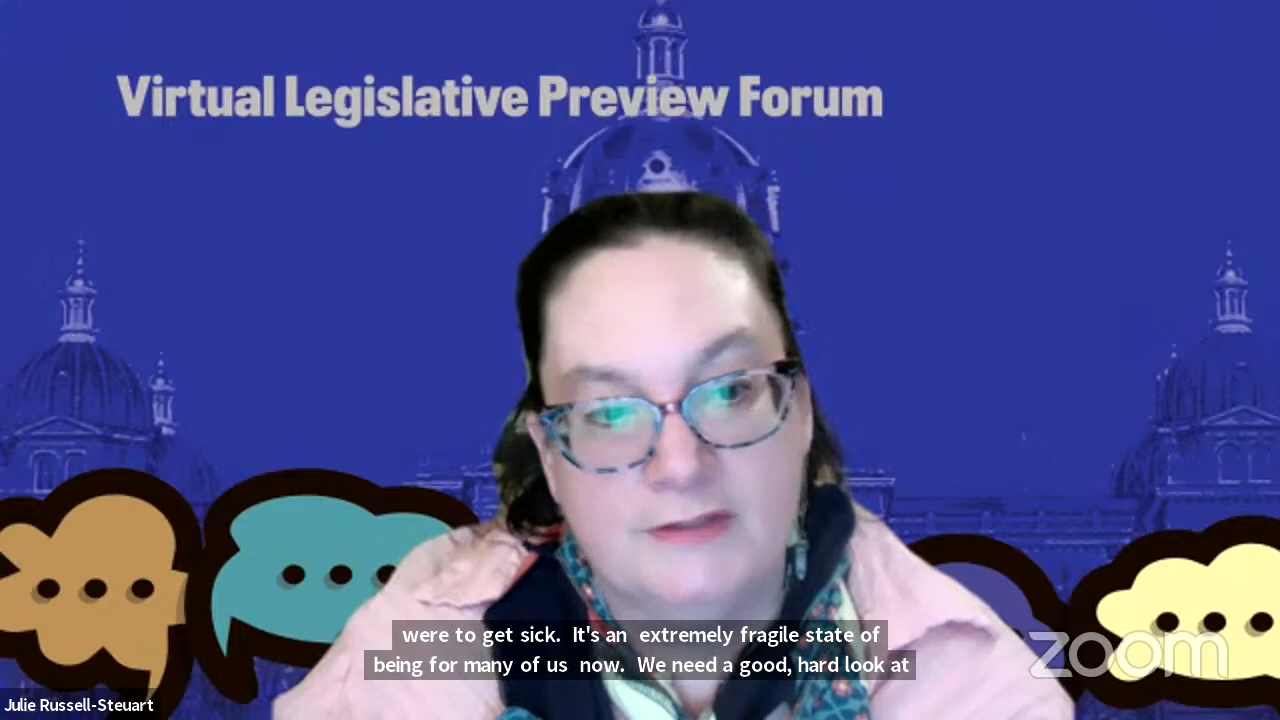 Virtual Legislative Preview Forum
were to get sick. It's an extremely fragile state of
being for many of us now. We need a good, hard look at
zoom
Julie Russell-Steuart